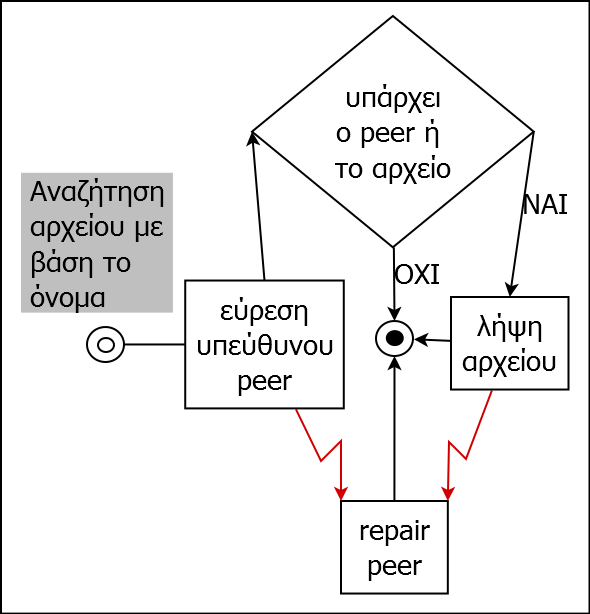 υπάρχει
ο peer ή
το αρχείο
Αναζήτηση
αρχείου με
βάση το
όνομα
ΝΑΙ
ΟΧΙ
εύρεση
υπεύθυνου
peer
λήψη
αρχείου
repair
peer